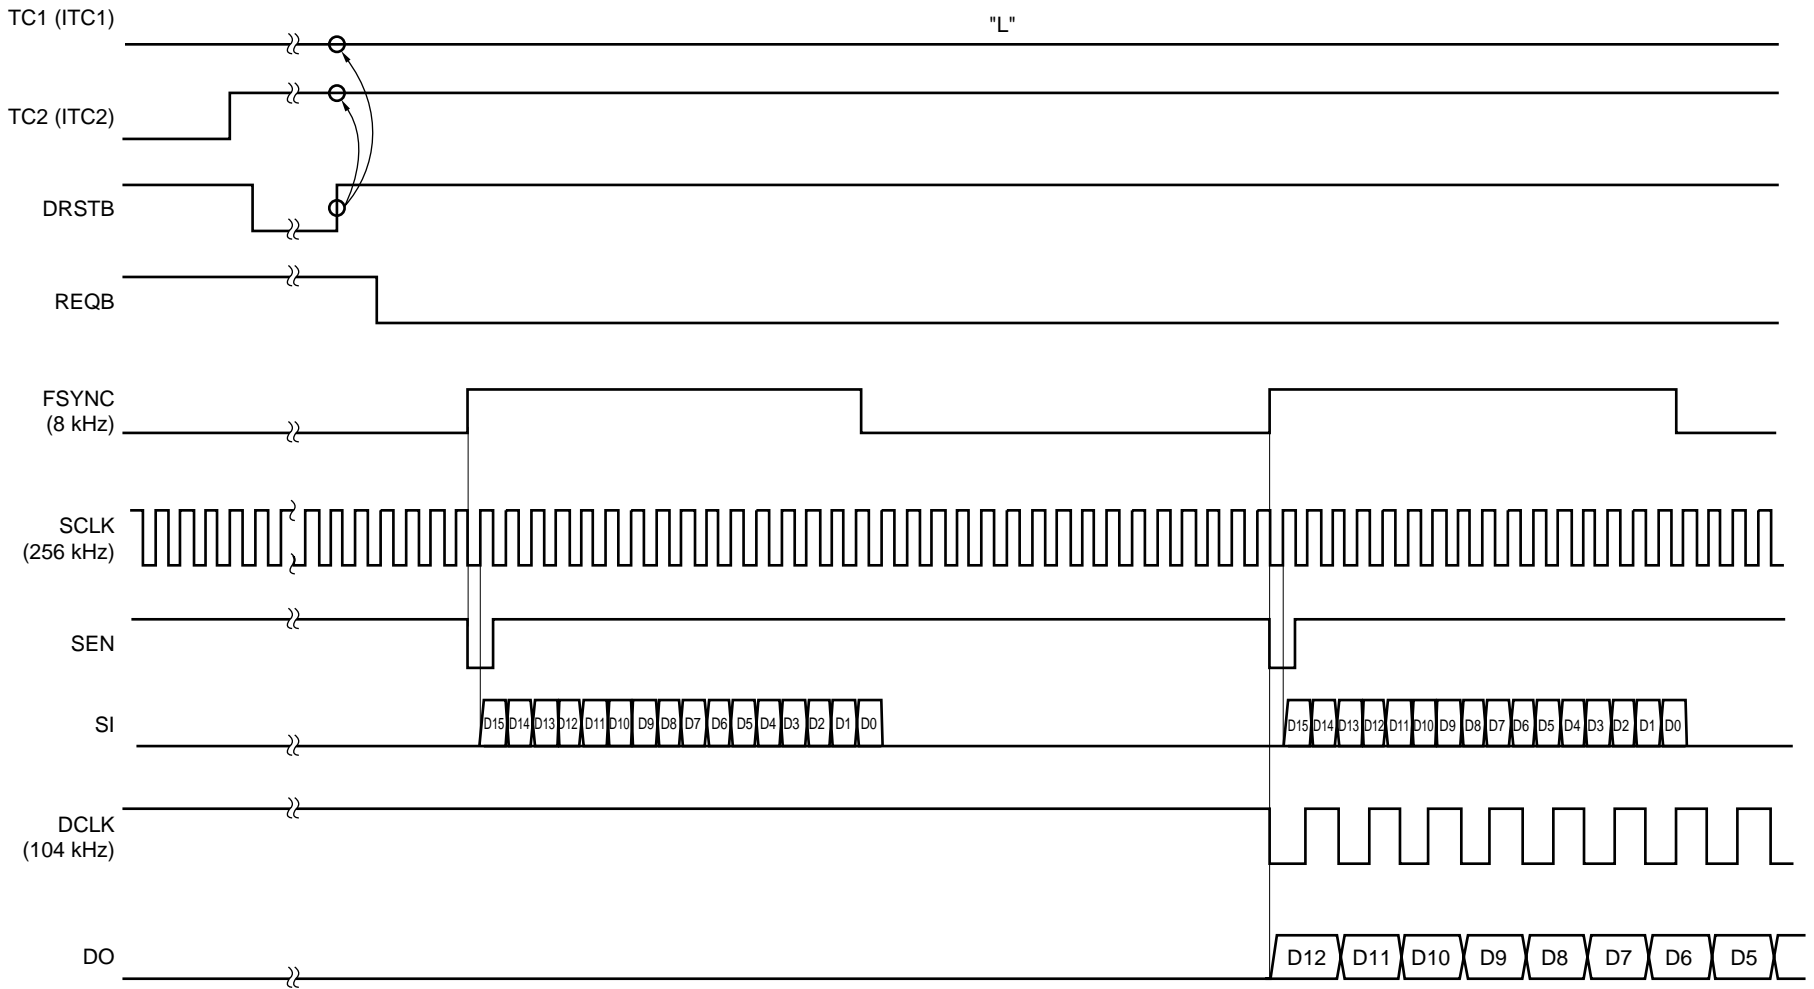 TC1 (ITC1)
"L"
TC2 (ITC2)
DRSTB
REQB
FSYNC
(8 kHz)
SCLK
(256 kHz)
SEN
SI
D15 D14 D13 D12 D11 D10 D9 D8 D7 D6 D5 D4 D3 D2 D1 D0
D15 D14 D13 D12 D11 D10 D9 D8 D7 D6 D5 D4 D3 D2 D1 D0
DCLK
(104 kHz)
DO
D12 D11 D10 D9 D8 D7 D6 D5